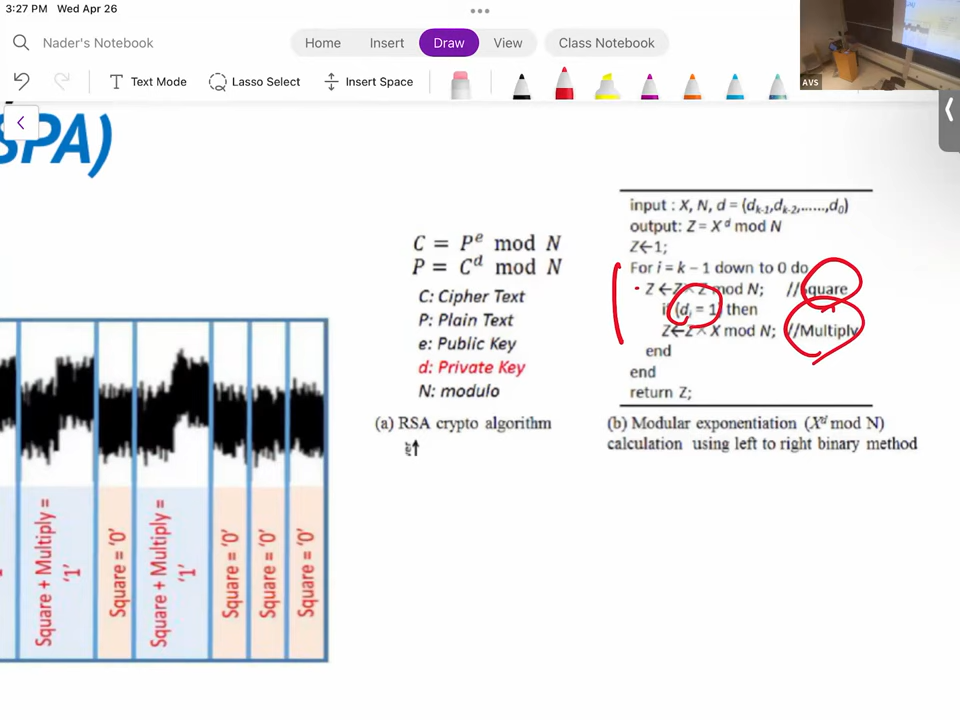 3:27 PM Wed Apr 26
Nader's Notebook
Home Insert Draw View Class Notebook
Text Mode Lasso Select Insert Space
AVS
SPA)
C = P^e mod N
P = C^d mod N
C: Cipher Text
P: Plain Text
e: Public Key
d: Private Key
N: modulo
(a) RSA crypto algorithm
input : X, N, d = (d_{k-1},d_{k-2},......,d_0)
output: Z = X^d mod N
Z←1;
For i = k – 1 down to 0 do
Z ←Z × Z mod N; //Square
if (d_i = 1) then
Z←Z × X mod N; //Multiply
end
end
return Z;
(b) Modular exponentiation (X^d mod N)
calculation using left to right binary method
Square + Multiply =
'1'
Square = '0'
Square + Multiply =
'1'
Square = '0'
Square = '0'
Square = '0'